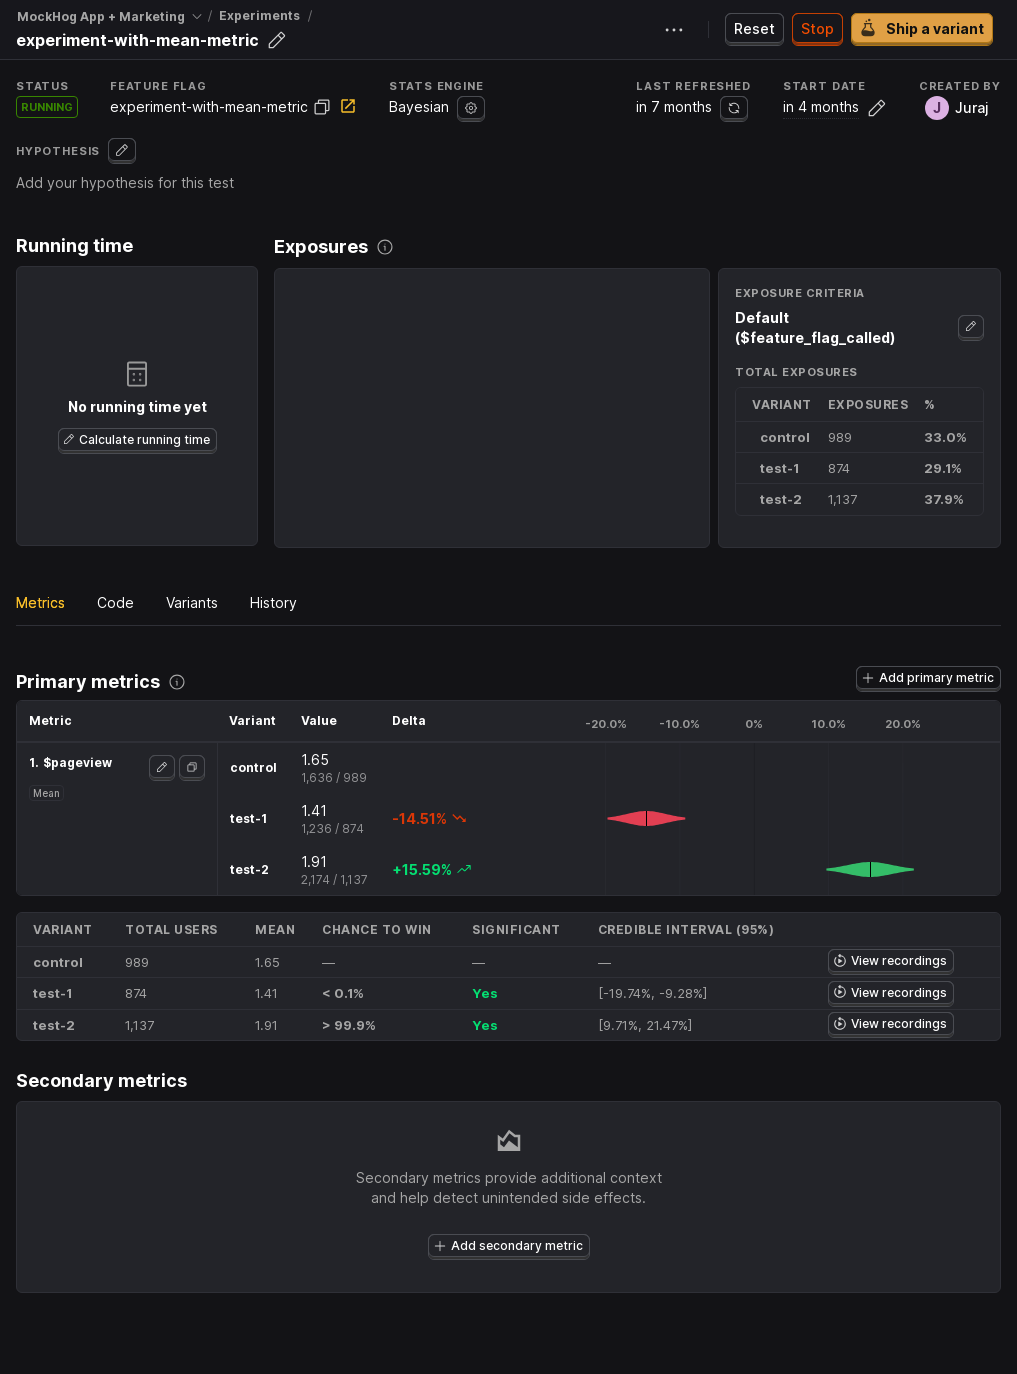 MockHog App + Marketing / Experiments /
experiment-with-mean-metric
Reset
Stop
Ship a variant
STATUS
RUNNING
FEATURE FLAG
experiment-with-mean-metric
STATS ENGINE
Bayesian
LAST REFRESHED
in 7 months
START DATE
in 4 months
CREATED BY
J Juraj
HYPOTHESIS
Add your hypothesis for this test
Running time
No running time yet
Calculate running time
Exposures
EXPOSURE CRITERIA
Default
($feature_flag_called)
TOTAL EXPOSURES
VARIANT EXPOSURES %
control 989 33.0%
test-1 874 29.1%
test-2 1,137 37.9%
Metrics Code Variants History
Primary metrics
Add primary metric
Metric Variant Value Delta -20.0% -10.0% 0% 10.0% 20.0%
1. $pageview
Mean
control 1.65
1,636 / 989
test-1 1.41 -14.51%
1,236 / 874
test-2 1.91 +15.59%
2,174 / 1,137
VARIANT TOTAL USERS MEAN CHANCE TO WIN SIGNIFICANT CREDIBLE INTERVAL (95%)
control 989 1.65 — — — View recordings
test-1 874 1.41 < 0.1% Yes [-19.74%, -9.28%] View recordings
test-2 1,137 1.91 > 99.9% Yes [9.71%, 21.47%] View recordings
Secondary metrics
Secondary metrics provide additional context
and help detect unintended side effects.
Add secondary metric